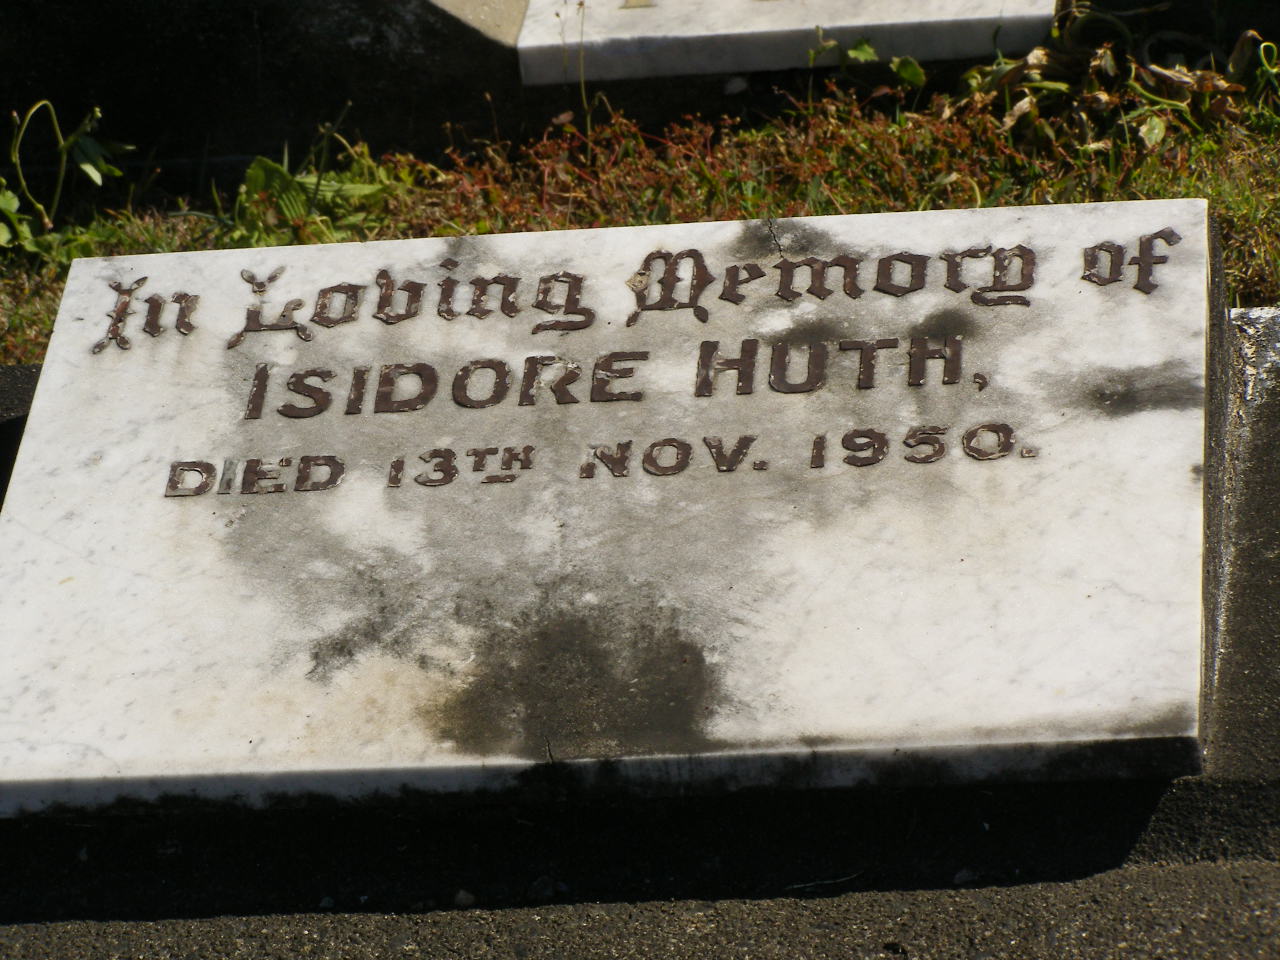 In Loving Memory of
ISIDORE HUTH,
DIED 13TH NOV. 1950.